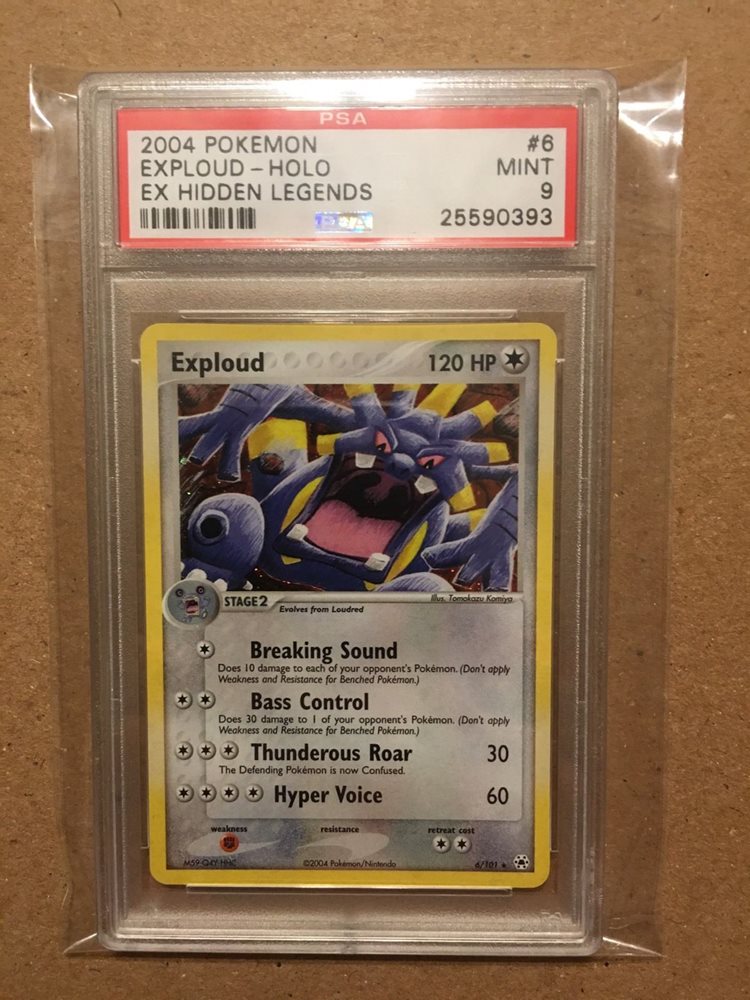 PSA
2004 POKEMON #6
EXPLOUD - HOLO MINT
EX HIDDEN LEGENDS 9
25590393
Exploud 120 HP
STAGE2 Evolves from Loudred
Illus. Tomokazu Komiya
Breaking Sound
Does 10 damage to each of your opponent's Pokémon. (Don't apply
Weakness and Resistance for Benched Pokémon.)
Bass Control
Does 30 damage to 1 of your opponent's Pokémon. (Don't apply
Weakness and Resistance for Benched Pokémon.)
Thunderous Roar 30
The Defending Pokémon is now Confused.
Hyper Voice 60
weakness resistance retreat cost
M59-Q4Y-HHC ©2004 Pokémon/Nintendo 6/101 ★